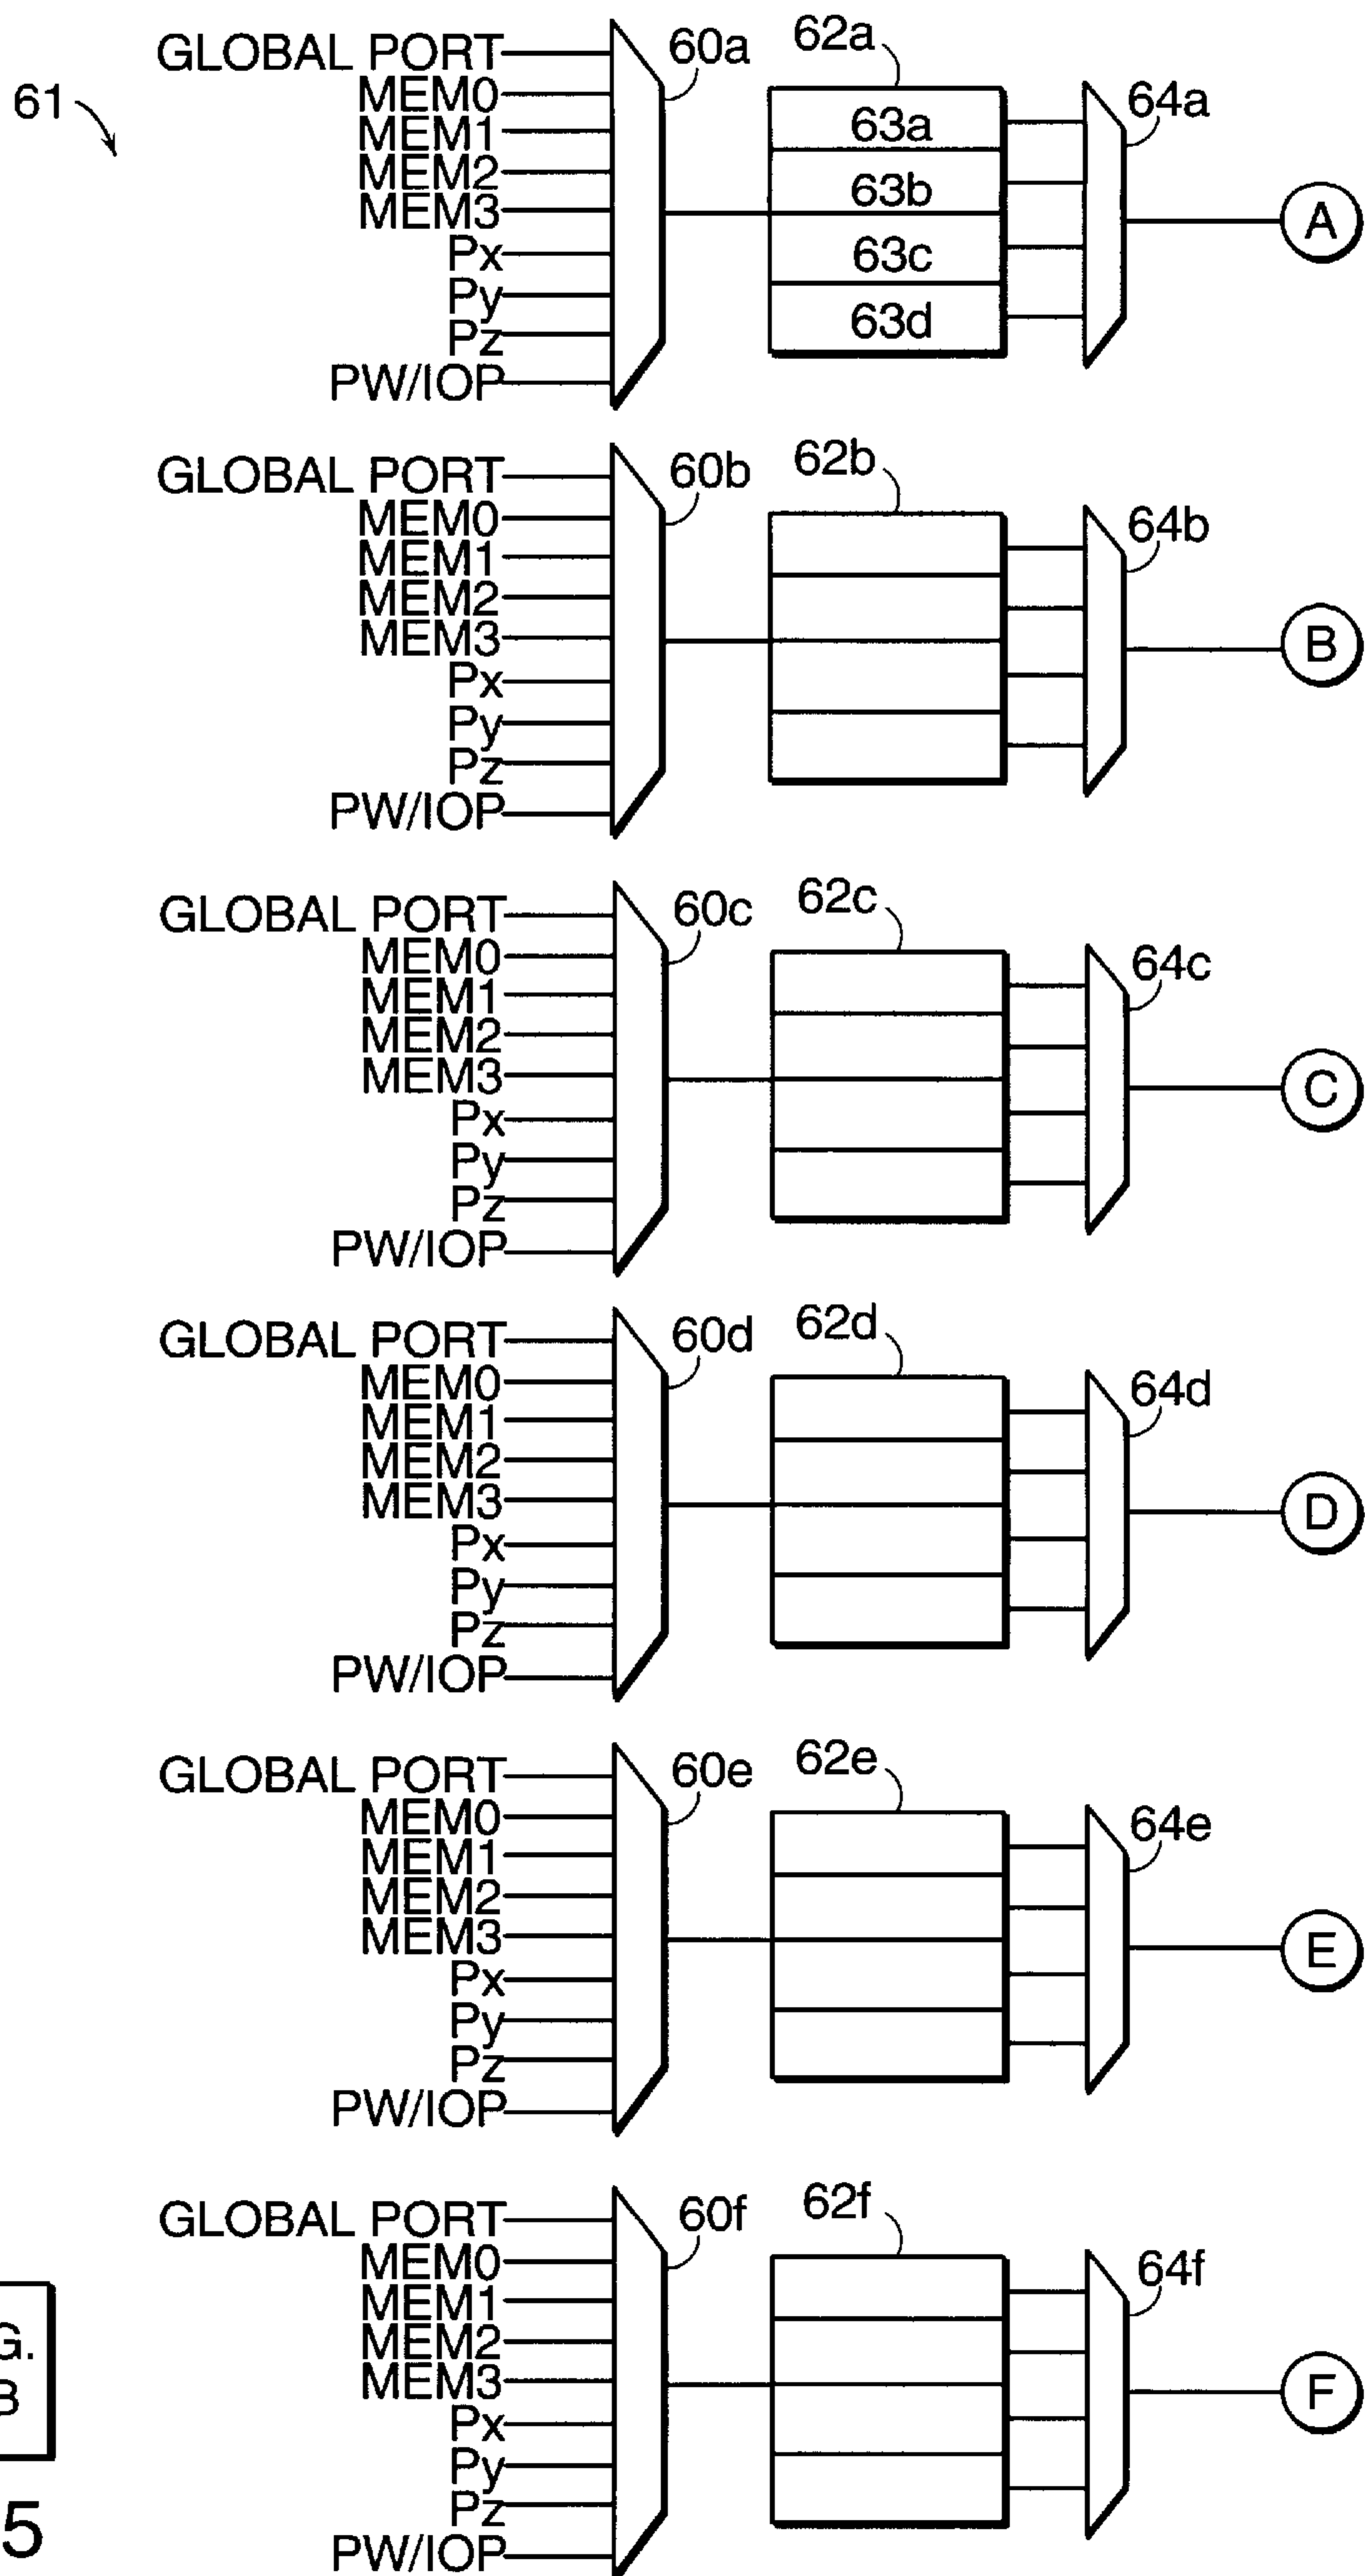 61
GLOBAL PORT
MEM0
MEM1
MEM2
MEM3
Px
Py
Pz
PW/IOP
60a
62a
63a
63b
63c
63d
64a
A
GLOBAL PORT
MEM0
MEM1
MEM2
MEM3
Px
Py
Pz
PW/IOP
60b
62b
64b
B
GLOBAL PORT
MEM0
MEM1
MEM2
MEM3
Px
Py
Pz
PW/IOP
60c
62c
64c
C
GLOBAL PORT
MEM0
MEM1
MEM2
MEM3
Px
Py
Pz
PW/IOP
60d
62d
64d
D
GLOBAL PORT
MEM0
MEM1
MEM2
MEM3
Px
Py
Pz
PW/IOP
60e
62e
64e
E
GLOBAL PORT
MEM0
MEM1
MEM2
MEM3
Px
Py
Pz
PW/IOP
60f
62f
64f
F
G.
B
5